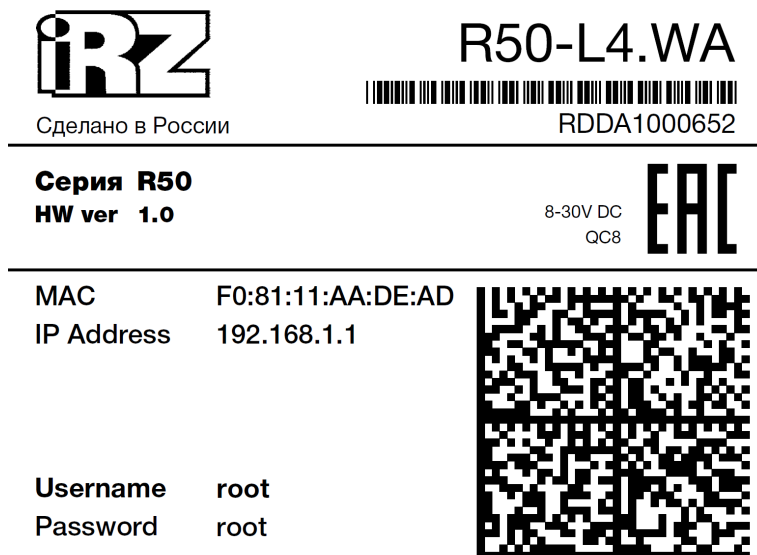 iRZ
R50-L4.WA
Сделано в России
RDDA1000652
Серия R50
HW ver 1.0
8-30V DC
QC8
EAC
MAC F0:81:11:AA:DE:AD
IP Address 192.168.1.1
Username root
Password root